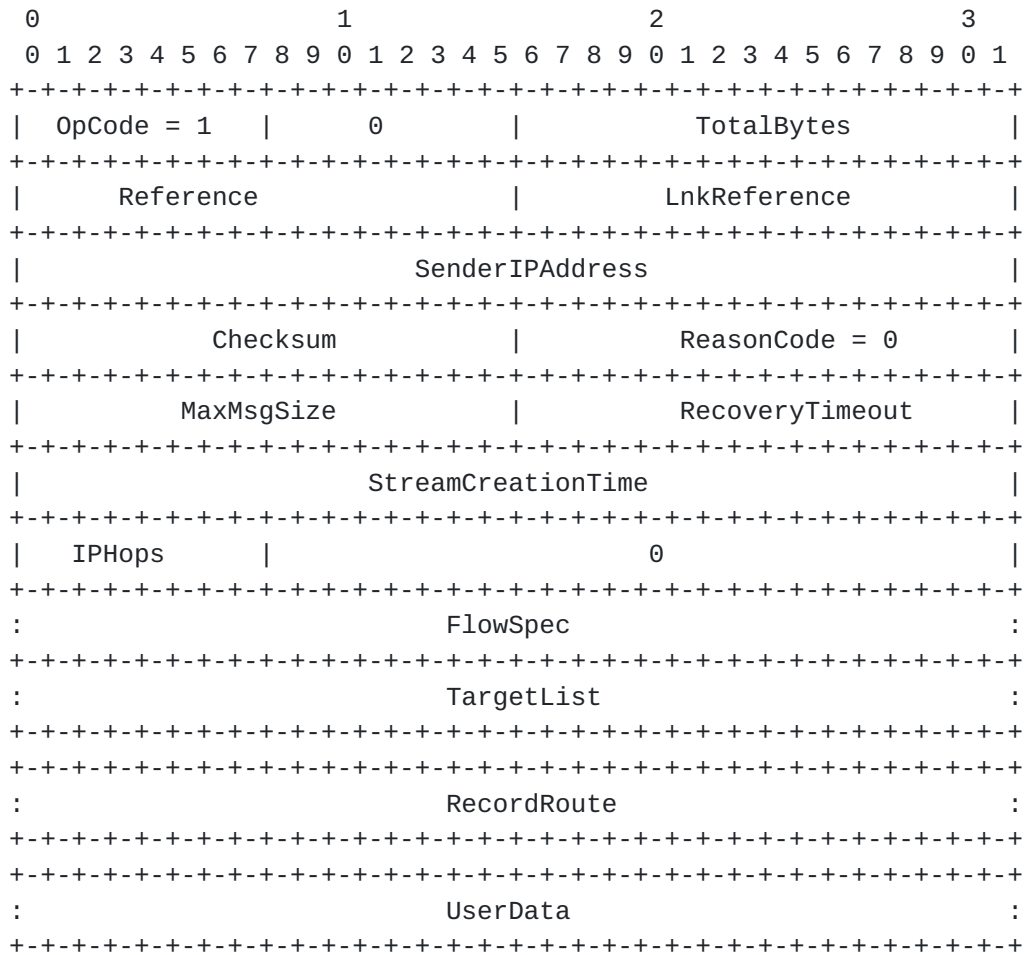 0                   1                   2                   3
 0 1 2 3 4 5 6 7 8 9 0 1 2 3 4 5 6 7 8 9 0 1 2 3 4 5 6 7 8 9 0 1
+-+-+-+-+-+-+-+-+-+-+-+-+-+-+-+-+-+-+-+-+-+-+-+-+-+-+-+-+-+-+-+-+
|  OpCode = 1   |      0        |           TotalBytes          |
+-+-+-+-+-+-+-+-+-+-+-+-+-+-+-+-+-+-+-+-+-+-+-+-+-+-+-+-+-+-+-+-+
|      Reference                |         LnkReference          |
+-+-+-+-+-+-+-+-+-+-+-+-+-+-+-+-+-+-+-+-+-+-+-+-+-+-+-+-+-+-+-+-+
|                         SenderIPAddress                       |
+-+-+-+-+-+-+-+-+-+-+-+-+-+-+-+-+-+-+-+-+-+-+-+-+-+-+-+-+-+-+-+-+
|            Checksum           |          ReasonCode = 0       |
+-+-+-+-+-+-+-+-+-+-+-+-+-+-+-+-+-+-+-+-+-+-+-+-+-+-+-+-+-+-+-+-+
|          MaxMsgSize           |          RecoveryTimeout      |
+-+-+-+-+-+-+-+-+-+-+-+-+-+-+-+-+-+-+-+-+-+-+-+-+-+-+-+-+-+-+-+-+
|                      StreamCreationTime                       |
+-+-+-+-+-+-+-+-+-+-+-+-+-+-+-+-+-+-+-+-+-+-+-+-+-+-+-+-+-+-+-+-+
|   IPHops      |                        0                      |
+-+-+-+-+-+-+-+-+-+-+-+-+-+-+-+-+-+-+-+-+-+-+-+-+-+-+-+-+-+-+-+-+
:                           FlowSpec                            :
+-+-+-+-+-+-+-+-+-+-+-+-+-+-+-+-+-+-+-+-+-+-+-+-+-+-+-+-+-+-+-+-+
:                           TargetList                          :
+-+-+-+-+-+-+-+-+-+-+-+-+-+-+-+-+-+-+-+-+-+-+-+-+-+-+-+-+-+-+-+-+
+-+-+-+-+-+-+-+-+-+-+-+-+-+-+-+-+-+-+-+-+-+-+-+-+-+-+-+-+-+-+-+-+
:                           RecordRoute                         :
+-+-+-+-+-+-+-+-+-+-+-+-+-+-+-+-+-+-+-+-+-+-+-+-+-+-+-+-+-+-+-+-+
+-+-+-+-+-+-+-+-+-+-+-+-+-+-+-+-+-+-+-+-+-+-+-+-+-+-+-+-+-+-+-+-+
:                           UserData                            :
+-+-+-+-+-+-+-+-+-+-+-+-+-+-+-+-+-+-+-+-+-+-+-+-+-+-+-+-+-+-+-+-+